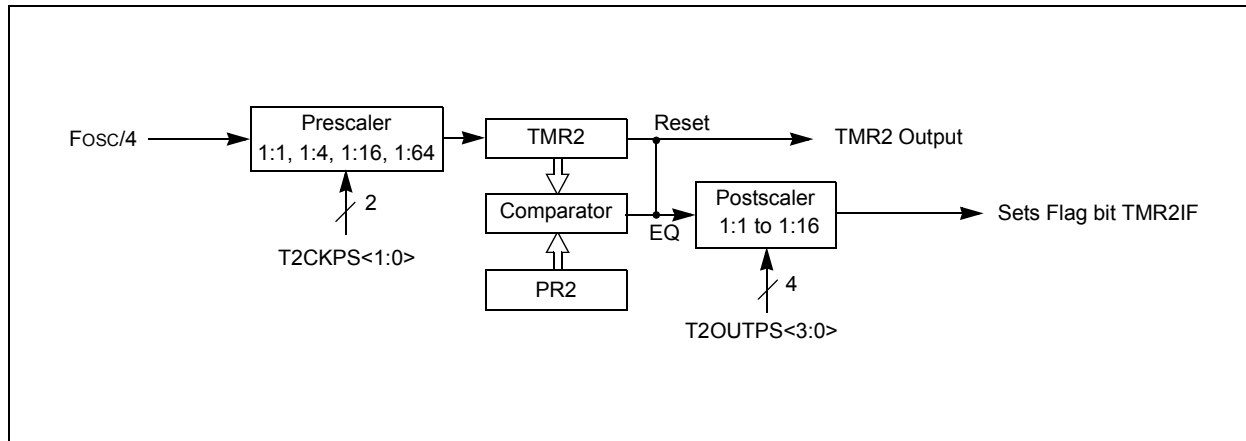 FOSC/4
Prescaler
1:1, 1:4, 1:16, 1:64
2
T2CKPS<1:0>
TMR2
Reset
TMR2 Output
Comparator
EQ
PR2
Postscaler
1:1 to 1:16
4
T2OUTPS<3:0>
Sets Flag bit TMR2IF